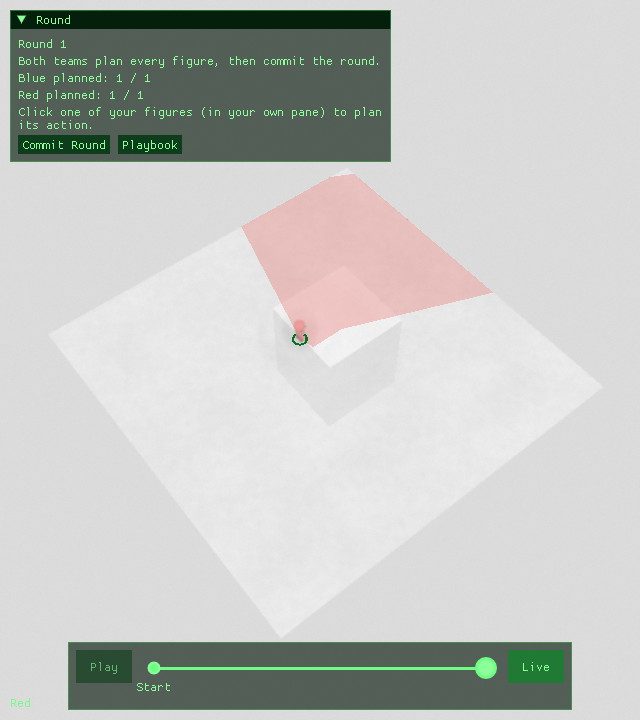 Round
Round 1
Both teams plan every figure, then commit the round.
Blue planned: 1 / 1
Red planned: 1 / 1
Click one of your figures (in your own pane) to plan
its action.
Commit Round
Playbook
Play
Start
Live
Red